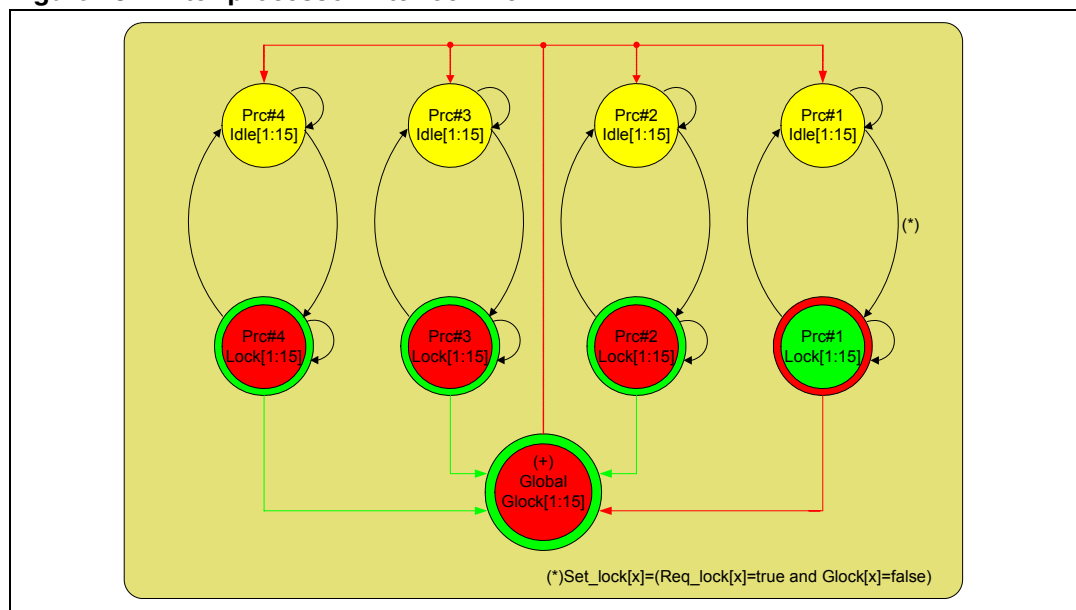 Prc#4
Idle[1:15]
Prc#3
Idle[1:15]
Prc#2
Idle[1:15]
Prc#1
Idle[1:15]
(*)
Prc#4
Lock[1:15]
Prc#3
Lock[1:15]
Prc#2
Lock[1:15]
Prc#1
Lock[1:15]
(+)
Global
Glock[1:15]
(*)Set_lock[x]=(Req_lock[x]=true and Glock[x]=false)